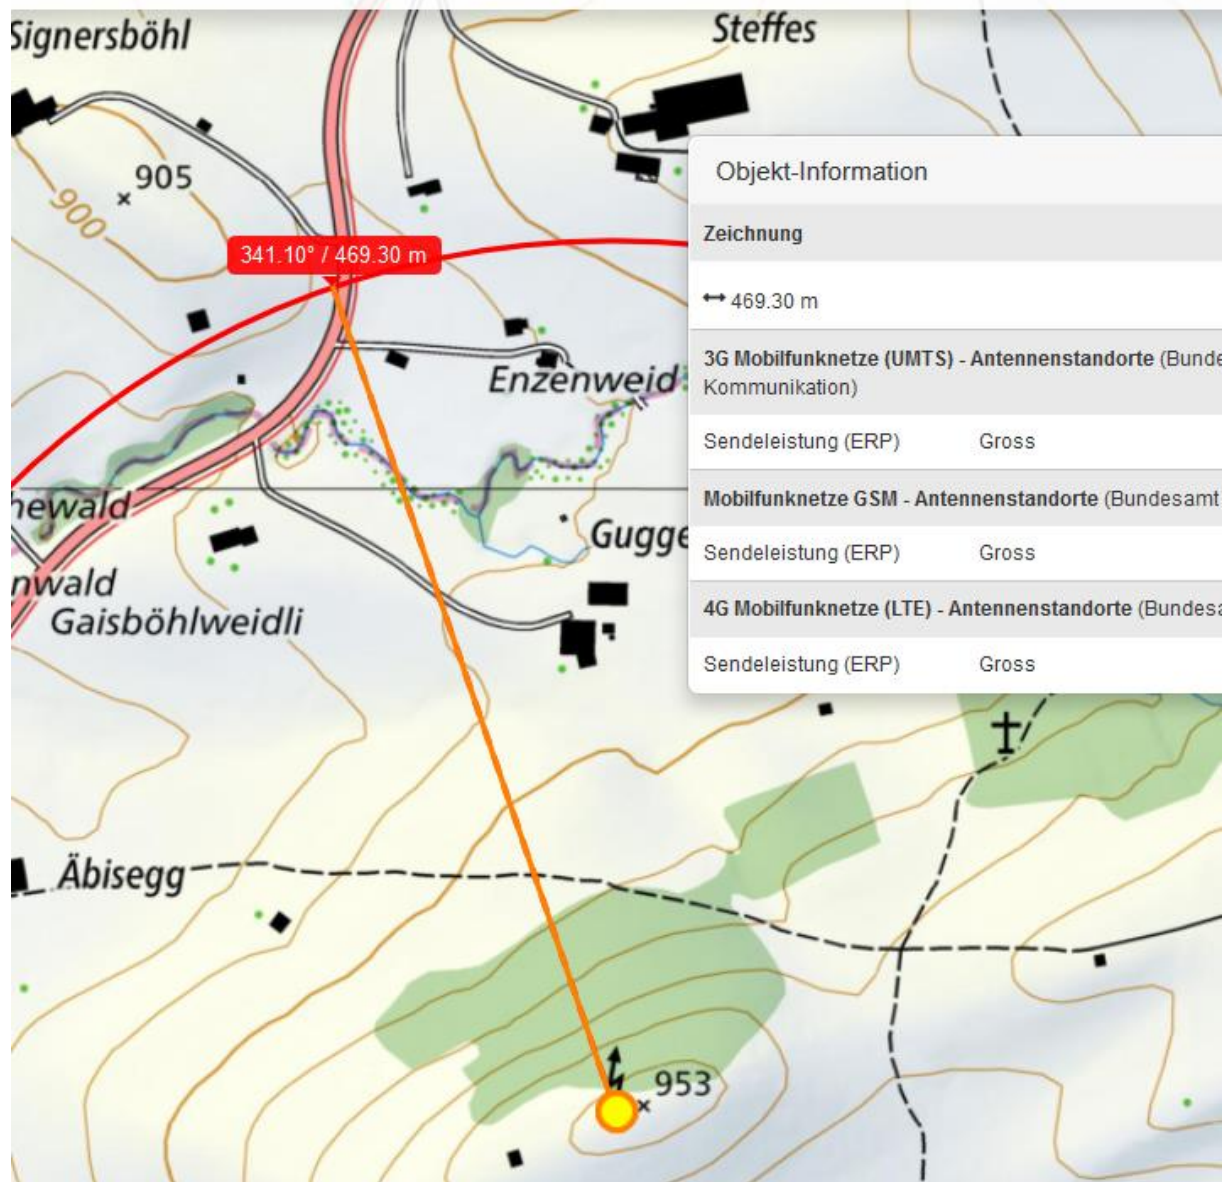 Signersböhl
Steffes
905
900
341.10° / 469.30 m
Objekt-Information
Zeichnung
469.30 m
3G Mobilfunknetze (UMTS) - Antennenstandorte (Bunde
Kommunikation)
Sendeleistung (ERP) Gross
Mobilfunknetze GSM - Antennenstandorte (Bundesamt
Sendeleistung (ERP) Gross
4G Mobilfunknetze (LTE) - Antennenstandorte (Bundesa
Sendeleistung (ERP) Gross
Enzenweid
hewald
Gugge
nwald
Gaisböhlweidli
Äbisegg
953